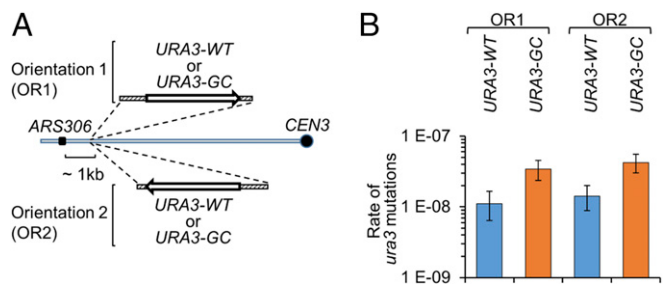 A
Orientation 1
(OR1)
URA3-WT
or
URA3-GC
ARS306
CEN3
~ 1kb
Orientation 2
(OR2)
URA3-WT
or
URA3-GC
B
OR1
OR2
URA3-WT
URA3-GC
URA3-WT
URA3-GC
Rate of
ura3 mutations
1 E-07
1 E-08
1 E-09